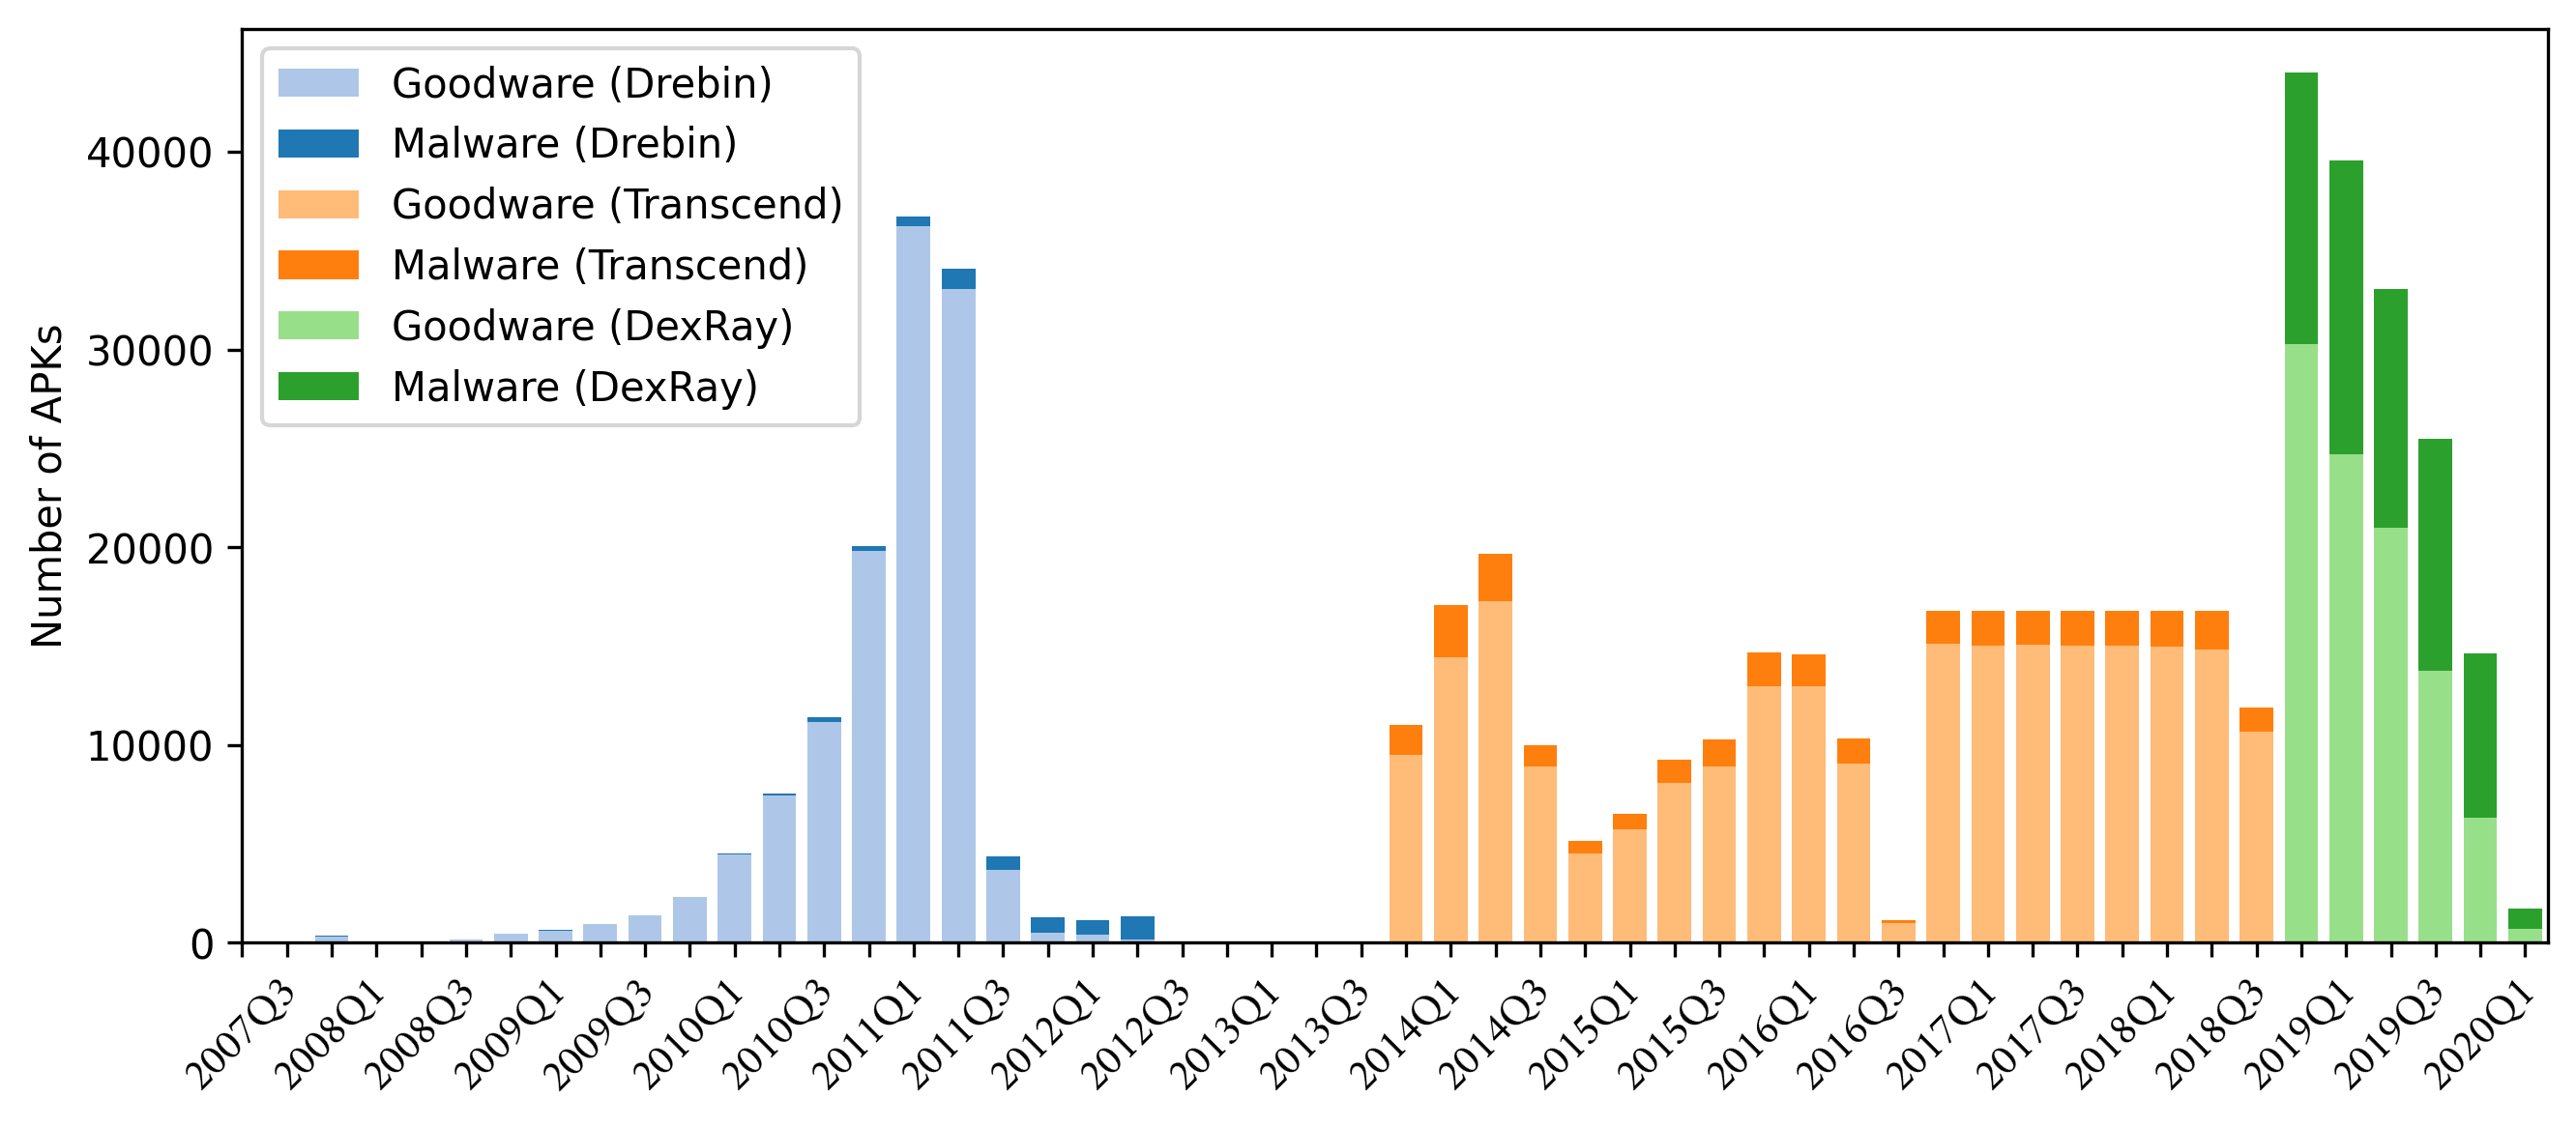 Goodware (Drebin)
Malware (Drebin)
Goodware (Transcend)
Malware (Transcend)
Goodware (DexRay)
Malware (DexRay)
Number of APKs
40000
30000
20000
10000
0
2007Q3
2008Q1
2008Q3
2009Q1
2009Q3
2010Q1
2010Q3
2011Q1
2011Q3
2012Q1
2012Q3
2013Q1
2013Q3
2014Q1
2014Q3
2015Q1
2015Q3
2016Q1
2016Q3
2017Q1
2017Q3
2018Q1
2018Q3
2019Q1
2019Q3
2020Q1